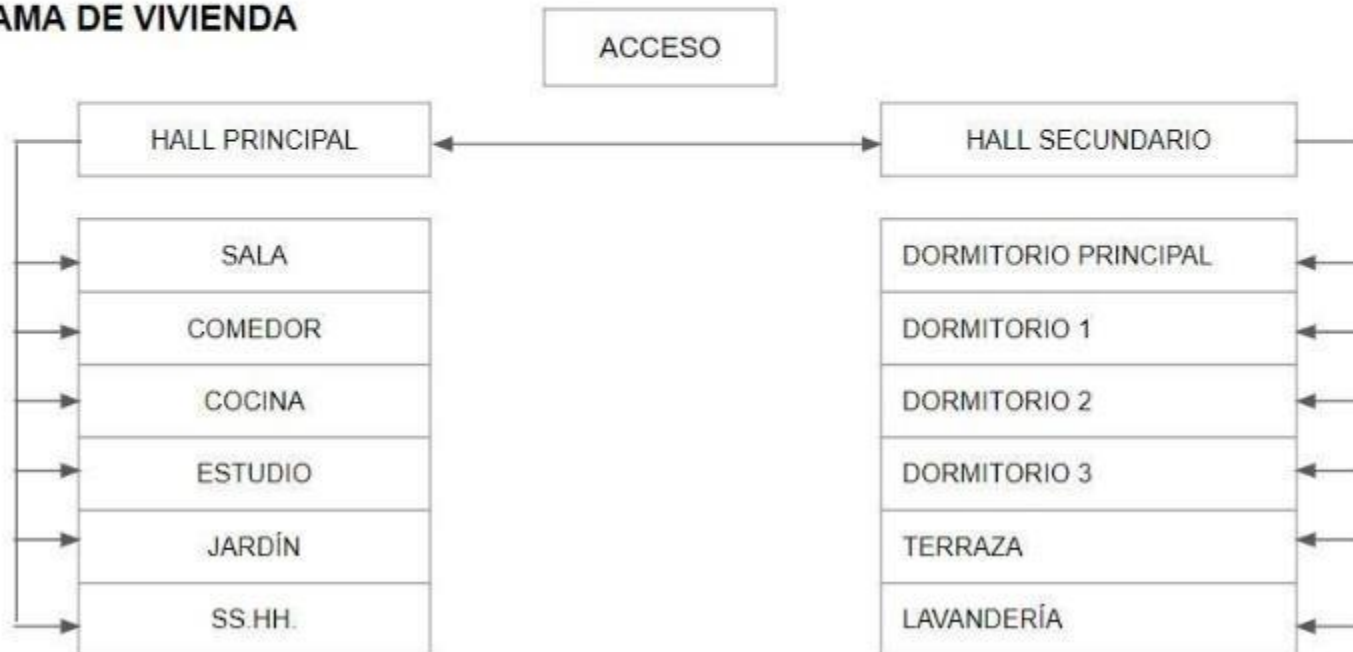 AMA DE VIVIENDA
ACCESO
HALL PRINCIPAL
HALL SECUNDARIO
SALA
COMEDOR
COCINA
ESTUDIO
JARDÍN
SS.HH.
DORMITORIO PRINCIPAL
DORMITORIO 1
DORMITORIO 2
DORMITORIO 3
TERRAZA
LAVANDERÍA